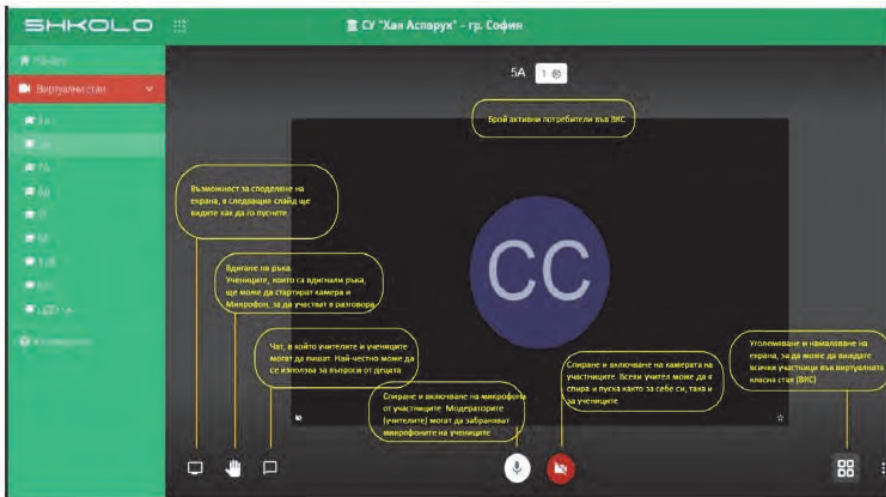 SHKOLO
СУ "Хан Аспарух" - гр. София
Начало
Виртуални стаи
5А 1
Брой активни потребители във ВКС
CC
Възможност за споделяне на
екрана, в следващия слайд ще
видите как да го пуснете
Вдигане на ръка.
Учениците, които са вдигнали ръка,
ще може да стартират камера и
Микрофон, за да участват в разговора
Чат, в който учителите и учениците
могат да пишат. Най-често може да
се използва за въпроси от децата
Спиране и включване на микрофона
от участниците. Модераторите
(учителите) могат да забраняват
микрофоните на учениците
Спиране и включване на камерата на
участниците. Всеки учител може да я
спира и пуска както за себе си, така и
за учениците
Уголемяване и намаляване на
екрана, за да може да виждате
всички участници във виртуалната
класна стая (ВКС)